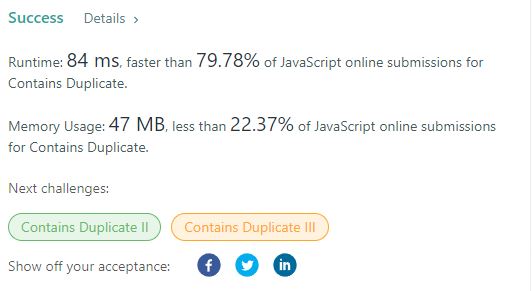 Success Details >
Runtime: 84 ms, faster than 79.78% of JavaScript online submissions for
Contains Duplicate.
Memory Usage: 47 MB, less than 22.37% of JavaScript online submissions
for Contains Duplicate.
Next challenges:
Contains Duplicate II Contains Duplicate III
Show off your acceptance: f in